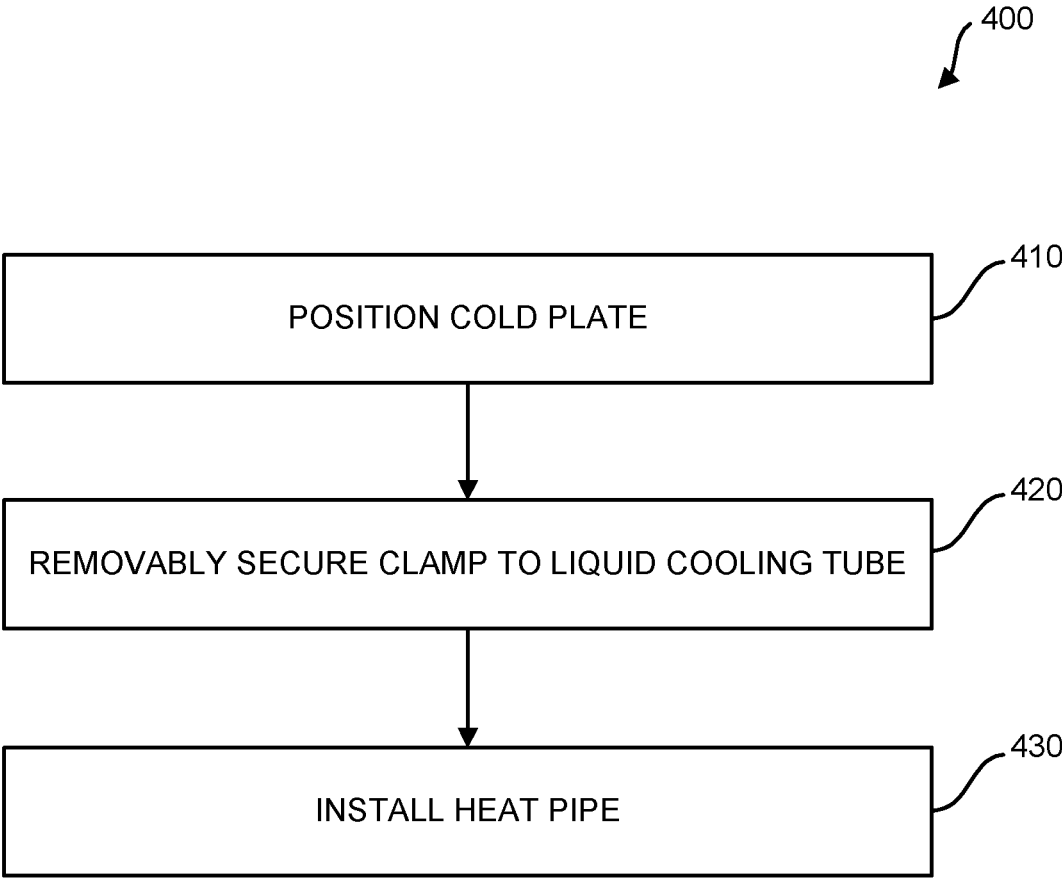 400
410
POSITION COLD PLATE
420
REMOVABLY SECURE CLAMP TO LIQUID COOLING TUBE
430
INSTALL HEAT PIPE